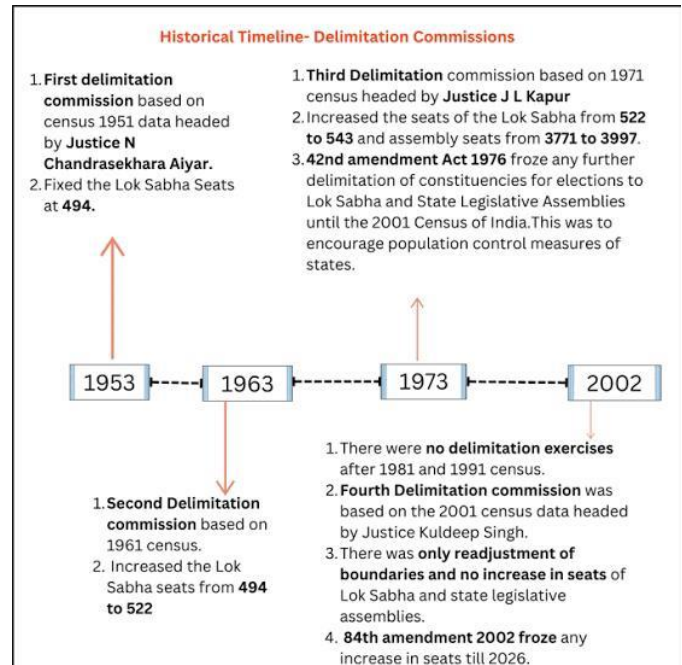 Historical Timeline- Delimitation Commissions
1. First delimitation
commission based on
census 1951 data headed
by Justice N
Chandrasekhara Aiyar.
2. Fixed the Lok Sabha Seats
at 494.
1. Third Delimitation commission based on 1971
census headed by Justice J L Kapur
2. Increased the seats of the Lok Sabha from 522
to 543 and assembly seats from 3771 to 3997.
3. 42nd amendment Act 1976 froze any further
delimitation of constituencies for elections to
Lok Sabha and State Legislative Assemblies
until the 2001 Census of India.This was to
encourage population control measures of
states.
1953
1963
1973
2002
1. Second Delimitation
commission based on
1961 census.
2. Increased the Lok
Sabha seats from 494
to 522
1. There were no delimitation exercises
after 1981 and 1991 census.
2. Fourth Delimitation commission was
based on the 2001 census data headed
by Justice Kuldeep Singh.
3. There was only readjustment of
boundaries and no increase in seats of
Lok Sabha and state legislative
assemblies.
4. 84th amendment 2002 froze any
increase in seats till 2026.